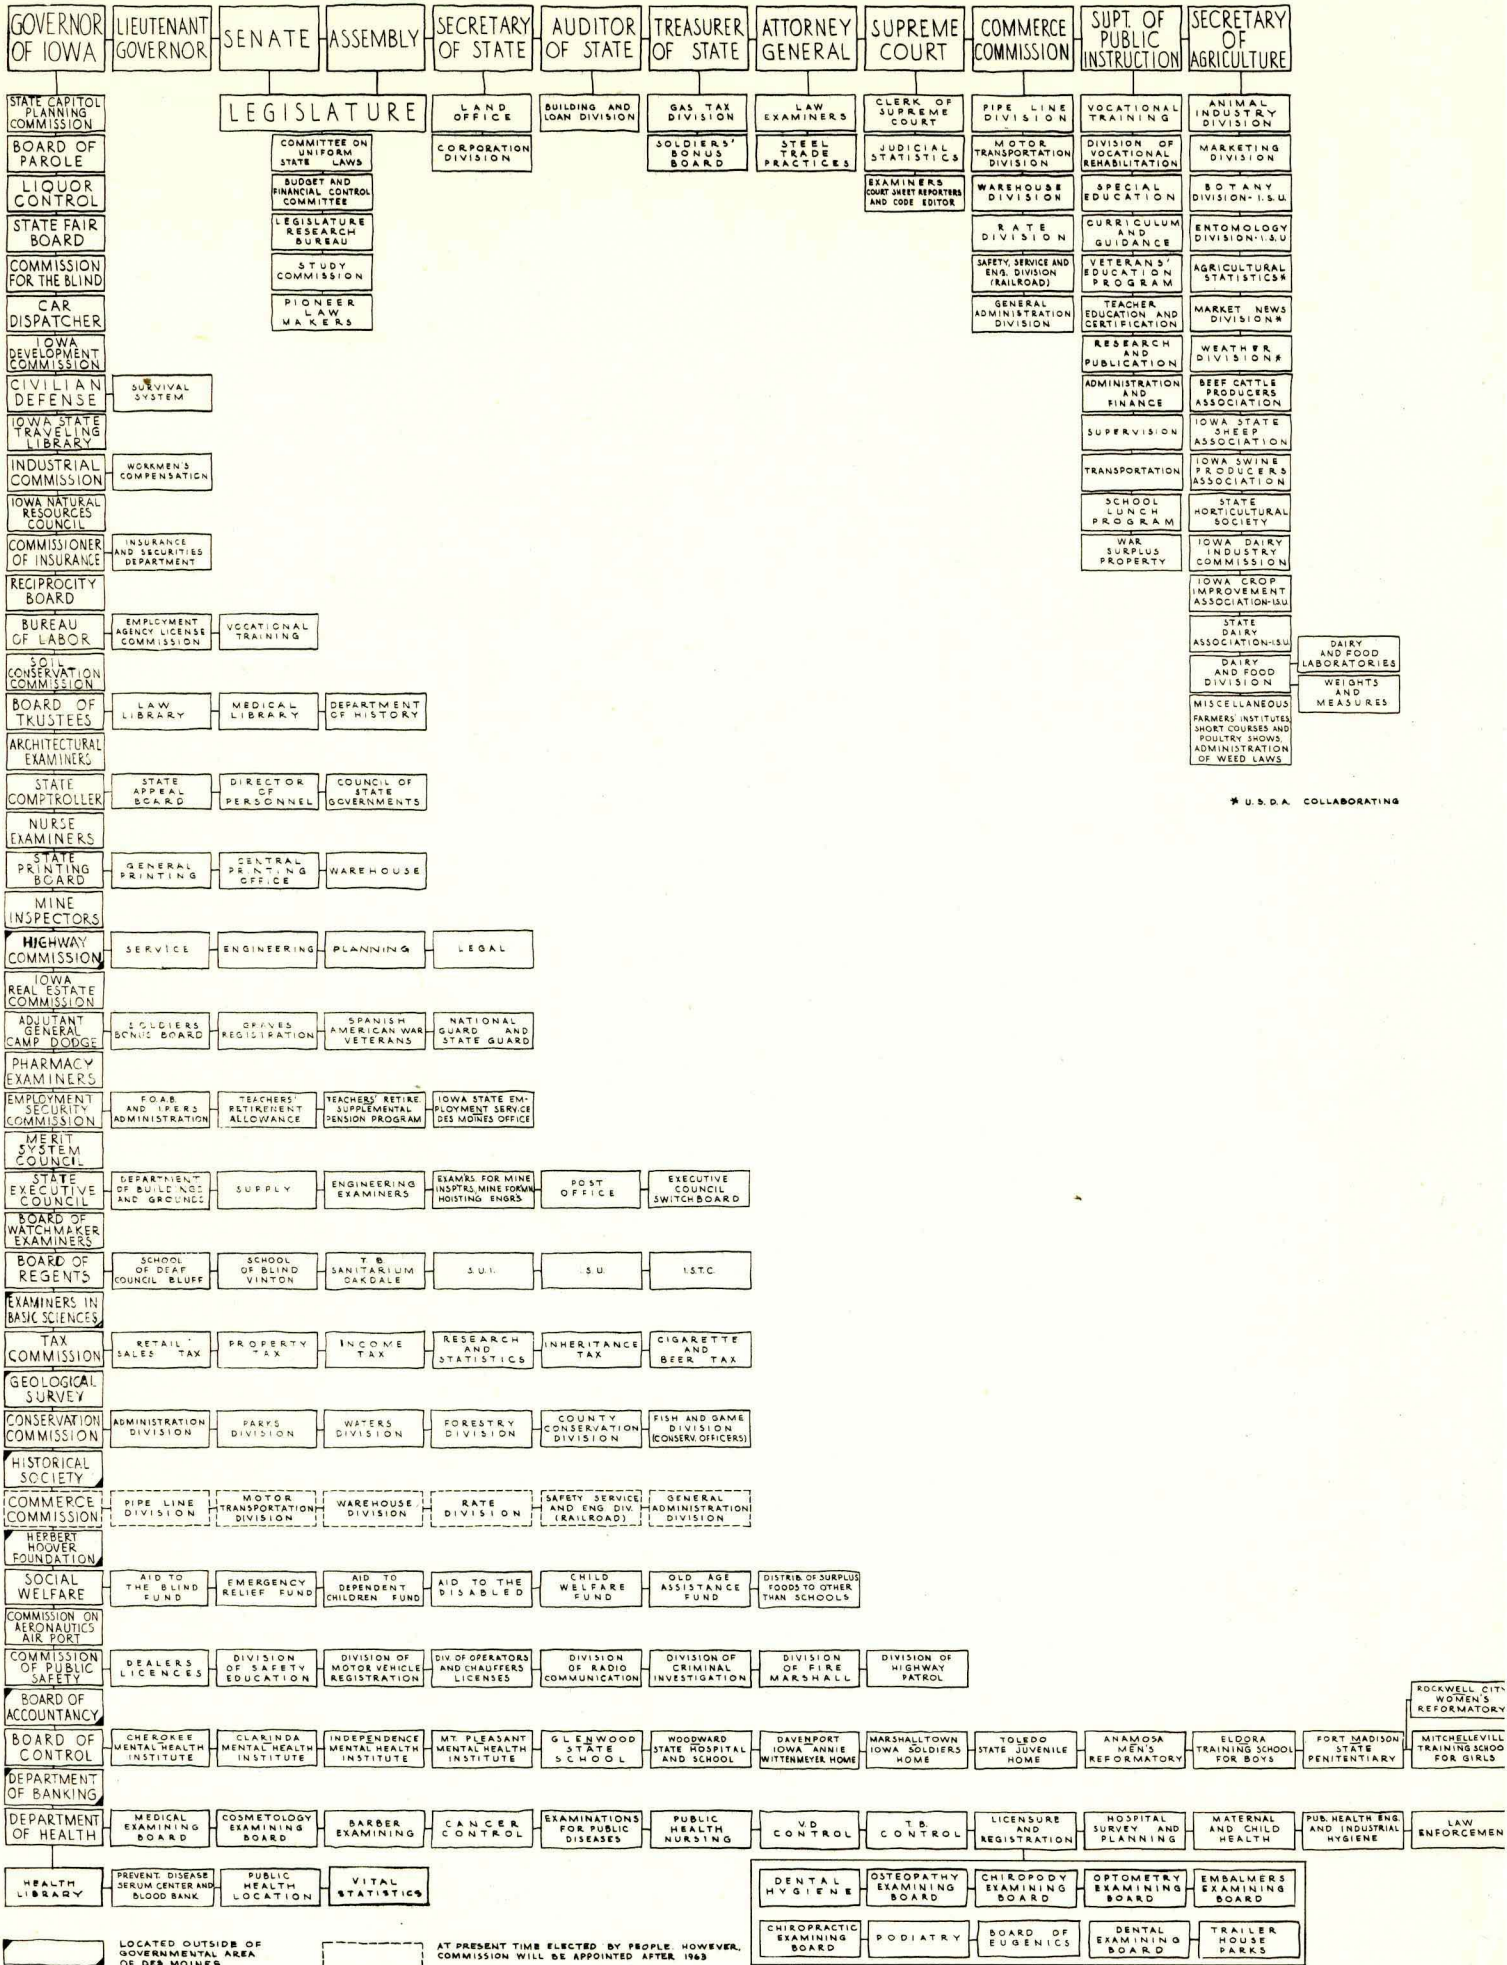 GOVERNOR
OF IOWA
LIEUTENANT
GOVERNOR
SENATE
ASSEMBLY
SECRETARY
OF STATE
AUDITOR
OF STATE
TREASURER
OF STATE
ATTORNEY
GENERAL
SUPREME
COURT
COMMERCE
COMMISSION
SUPT. OF
PUBLIC
INSTRUCTION
SECRETARY
OF
AGRICULTURE
STATE CAPITOL
PLANNING
COMMISSION
LEGISLATURE
LAND
OFFICE
BUILDING AND
LOAN DIVISION
GAS TAX
DIVISION
LAW
EXAMINERS
CLERK OF
SUPREME
COURT
PIPE LINE
DIVISION
VOCATIONAL
TRAINING
ANIMAL
INDUSTRY
DIVISION
BOARD OF
PAROLE
COMMITTEE ON
UNIFORM
STATE LAWS
CORPORATION
DIVISION
SOLDIERS'
BONUS
BOARD
STEEL
TRADE
PRACTICES
JUDICIAL
STATISTICS
MOTOR
TRANSPORTATION
DIVISION
DIVISION OF
VOCATIONAL
REHABILITATION
MARKETING
DIVISION
LIQUOR
CONTROL
BUDGET AND
FINANCIAL CONTROL
COMMITTEE
EXAMINERS
COURT SHEET REPORTERS
AND CODE EDITOR
WAREHOUSE
DIVISION
SPECIAL
EDUCATION
BOTANY
DIVISION- I.S.U.
STATE FAIR
BOARD
LEGISLATURE
RESEARCH
BUREAU
RATE
DIVISION
CURRICULUM
AND
GUIDANCE
ENTOMOLOGY
DIVISION-I.S.U
COMMISSION
FOR THE BLIND
STUDY
COMMISSION
SAFETY, SERVICE AND
ENG. DIVISION
(RAILROAD)
VETERANS'
EDUCATION
PROGRAM
AGRICULTURAL
STATISTICS*
CAR
DISPATCHER
PIONEER
LAW
MAKERS
GENERAL
ADMINISTRATION
DIVISION
TEACHER
EDUCATION AND
CERTIFICATION
MARKET NEWS
DIVISION*
IOWA
DEVELOPMENT
COMMISSION
RESEARCH
AND
PUBLICATION
WEATHER
DIVISION*
CIVILIAN
DEFENSE
SURVIVAL
SYSTEM
ADMINISTRATION
AND
FINANCE
BEEF CATTLE
PRODUCERS
ASSOCIATION
IOWA STATE
TRAVELING
LIBRARY
SUPERVISION
IOWA STATE
SHEEP
ASSOCIATION
INDUSTRIAL
COMMISSION
WORKMEN'S
COMPENSATION
TRANSPORTATION
IOWA SWINE
PRODUCERS
ASSOCIATION
IOWA NATURAL
RESOURCES
COUNCIL
SCHOOL
LUNCH
PROGRAM
STATE
HORTICULTURAL
SOCIETY
COMMISSIONER
OF INSURANCE
INSURANCE
AND SECURITIES
DEPARTMENT
WAR
SURPLUS
PROPERTY
IOWA DAIRY
INDUSTRY
COMMISSION
RECIPROCITY
BOARD
IOWA CROP
IMPROVEMENT
ASSOCIATION-I.S.U.
BUREAU
OF LABOR
EMPLOYMENT
AGENCY LICENSE
COMMISSION
VOCATIONAL
TRAINING
STATE
DAIRY
ASSOCIATION-I.S.U.
SOIL
CONSERVATION
COMMISSION
DAIRY
AND FOOD
DIVISION
DAIRY
AND FOOD
LABORATORIES
WEIGHTS
AND
MEASURES
BOARD OF
TRUSTEES
LAW
LIBRARY
MEDICAL
LIBRARY
DEPARTMENT
OF HISTORY
MISCELLANEOUS
FARMERS' INSTITUTES,
SHORT COURSES AND
POULTRY SHOWS,
ADMINISTRATION
OF WEED LAWS
ARCHITECTURAL
EXAMINERS
STATE
COMPTROLLER
STATE
APPEAL
BOARD
DIRECTOR
OF
PERSONNEL
COUNCIL OF
STATE
GOVERNMENTS
* U.S.D.A. COLLABORATING
NURSE
EXAMINERS
STATE
PRINTING
BOARD
GENERAL
PRINTING
CENTRAL
PRINTING
OFFICE
WAREHOUSE
MINE
INSPECTORS
HIGHWAY
COMMISSION
SERVICE
ENGINEERING
PLANNING
LEGAL
IOWA
REAL ESTATE
COMMISSION
ADJUTANT
GENERAL
CAMP DODGE
SOLDIERS
BONUS BOARD
GRAVES
REGISTRATION
SPANISH
AMERICAN WAR
VETERANS
NATIONAL
GUARD AND
STATE GUARD
PHARMACY
EXAMINERS
EMPLOYMENT
SECURITY
COMMISSION
F.O.A.B.
AND I.P.E.R.S
ADMINISTRATION
TEACHERS'
RETIREMENT
ALLOWANCE
TEACHERS' RETIRE.
SUPPLEMENTAL
PENSION PROGRAM
IOWA STATE EM-
PLOYMENT SERVICE
DES MOINES OFFICE
MERIT
SYSTEM
COUNCIL
STATE
EXECUTIVE
COUNCIL
DEPARTMENT
OF BUILDINGS
AND GROUNDS
SUPPLY
ENGINEERING
EXAMINERS
EXAM'RS. FOR MINE
INSPTRS, MINE FORMN
HOISTING ENGRS
POST
OFFICE
EXECUTIVE
COUNCIL
SWITCHBOARD
BOARD OF
WATCHMAKER
EXAMINERS
BOARD OF
REGENTS
SCHOOL
OF DEAF
COUNCIL BLUFF
SCHOOL
OF BLIND
VINTON
T. B.
SANITARIUM
OAKDALE
S.U.I.
.S.U.
I.S.T.C.
EXAMINERS IN
BASIC SCIENCES
TAX
COMMISSION
RETAIL
SALES TAX
PROPERTY
TAX
INCOME
TAX
RESEARCH
AND
STATISTICS
INHERITANCE
TAX
CIGARETTE
AND
BEER TAX
GEOLOGICAL
SURVEY
CONSERVATION
COMMISSION
ADMINISTRATION
DIVISION
PARKS
DIVISION
WATERS
DIVISION
FORESTRY
DIVISION
COUNTY
CONSERVATION
DIVISION
FISH AND GAME
DIVISION
(CONSERV. OFFICERS)
HISTORICAL
SOCIETY
COMMERCE
COMMISSION
PIPE LINE
DIVISION
MOTOR
TRANSPORTATION
DIVISION
WAREHOUSE
DIVISION
RATE
DIVISION
SAFETY SERVICE
AND ENG. DIV.
(RAILROAD)
GENERAL
ADMINISTRATION
DIVISION
HERBERT
HOOVER
FOUNDATION
SOCIAL
WELFARE
AID TO
THE BLIND
FUND
EMERGENCY
RELIEF FUND
AID TO
DEPENDENT
CHILDREN FUND
AID TO THE
DISABLED
CHILD
WELFARE
FUND
OLD AGE
ASSISTANCE
FUND
DISTRIB. OF SURPLUS
FOODS TO OTHER
THAN SCHOOLS
COMMISSION ON
AERONAUTICS
AIR PORT
COMMISSION
OF PUBLIC
SAFETY
DEALERS
LICENCES
DIVISION
OF SAFETY
EDUCATION
DIVISION OF
MOTOR VEHICLE
REGISTRATION
DIV. OF OPERATORS
AND CHAUFFERS
LICENSES
DIVISION
OF RADIO
COMMUNICATION
DIVISION OF
CRIMINAL
INVESTIGATION
DIVISION
OF FIRE
MARSHALL
DIVISION OF
HIGHWAY
PATROL
BOARD OF
ACCOUNTANCY
ROCKWELL CITY
WOMEN'S
REFORMATORY
BOARD OF
CONTROL
CHEROKEE
MENTAL HEALTH
INSTITUTE
CLARINDA
MENTAL HEALTH
INSTITUTE
INDEPENDENCE
MENTAL HEALTH
INSTITUTE
MT. PLEASANT
MENTAL HEALTH
INSTITUTE
GLENWOOD
STATE
SCHOOL
WOODWARD
STATE HOSPITAL
AND SCHOOL
DAVENPORT
IOWA ANNIE
WITTENMEYER HOME
MARSHALLTOWN
IOWA SOLDIERS
HOME
TOLEDO
STATE JUVENILE
HOME
ANAMOSA
MEN'S
REFORMATORY
ELDORA
TRAINING SCHOOL
FOR BOYS
FORT MADISON
STATE
PENITENTIARY
MITCHELLEVILL
TRAINING SCHOO
FOR GIRLS
DEPARTMENT
OF BANKING
DEPARTMENT
OF HEALTH
MEDICAL
EXAMINING
BOARD
COSMETOLOGY
EXAMINING
BOARD
BARBER
EXAMINING
CANCER
CONTROL
EXAMINATIONS
FOR PUBLIC
DISEASES
PUBLIC
HEALTH
NURSING
V.D
CONTROL
T.B.
CONTROL
LICENSURE
AND
REGISTRATION
HOSPITAL
SURVEY AND
PLANNING
MATERNAL
AND CHILD
HEALTH
PUB. HEALTH ENG.
AND INDUSTRIAL
HYGIENE
LAW
ENFORCEMEN
HEALTH
LIBRARY
PREVENT. DISEASE
SERUM CENTER AND
BLOOD BANK
PUBLIC
HEALTH
LOCATION
VITAL
STATISTICS
DENTAL
HYGIENE
OSTEOPATHY
EXAMINING
BOARD
CHIROPODY
EXAMINING
BOARD
OPTOMETRY
EXAMINING
BOARD
EMBALMERS
EXAMINING
BOARD
CHIROPRACTIC
EXAMINING
BOARD
PODIATRY
BOARD OF
EUGENICS
DENTAL
EXAMINING
BOARD
TRAILER
HOUSE
PARKS
LOCATED OUTSIDE OF
GOVERNMENTAL AREA
OF DES MOINES
AT PRESENT TIME ELECTED BY PEOPLE. HOWEVER,
COMMISSION WILL BE APPOINTED AFTER 1963